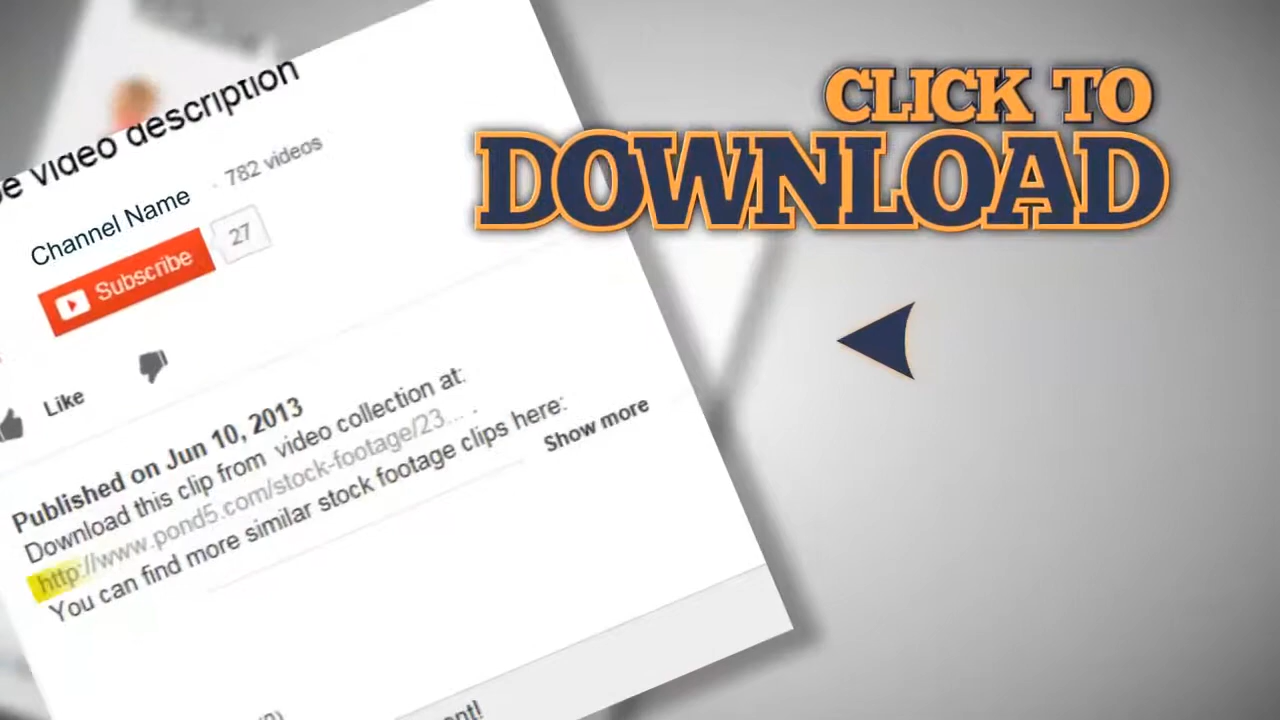 CLICK TO
DOWNLOAD
video description
Channel Name · 782 videos
Subscribe 27
Like
Published on Jun 10, 2013
Download this clip from video collection at:
http://www.pond5.com/stock-footage/23... .
You can find more similar stock footage clips here:
Show more